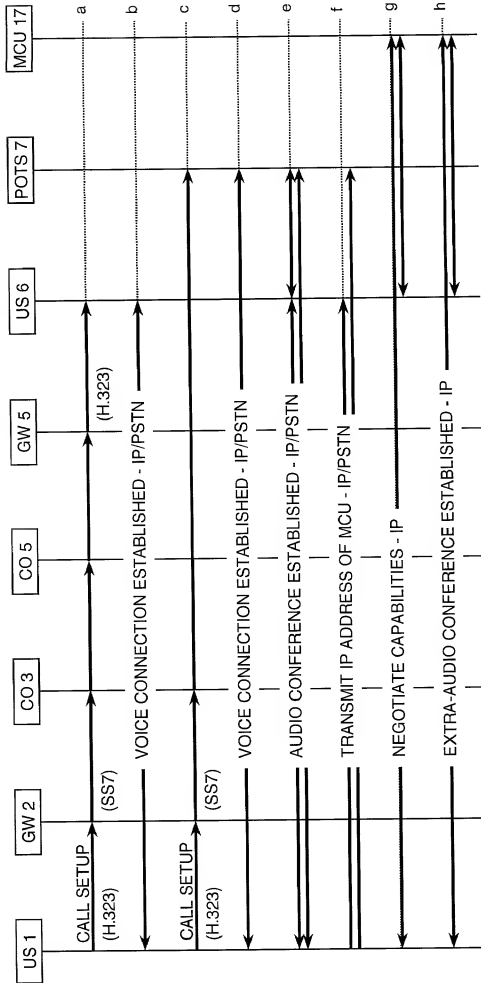 US 1
GW 2
CO 3
CO 5
GW 5
US 6
POTS 7
MCU 17
CALL SETUP
(H.323)
(SS7)
(H.323)
a
VOICE CONNECTION ESTABLISHED - IP/PSTN
b
CALL SETUP
(H.323)
(SS7)
c
VOICE CONNECTION ESTABLISHED - IP/PSTN
d
AUDIO CONFERENCE ESTABLISHED - IP/PSTN
e
TRANSMIT IP ADDRESS OF MCU - IP/PSTN
f
NEGOTIATE CAPABILITIES - IP
g
EXTRA-AUDIO CONFERENCE ESTABLISHED - IP
h